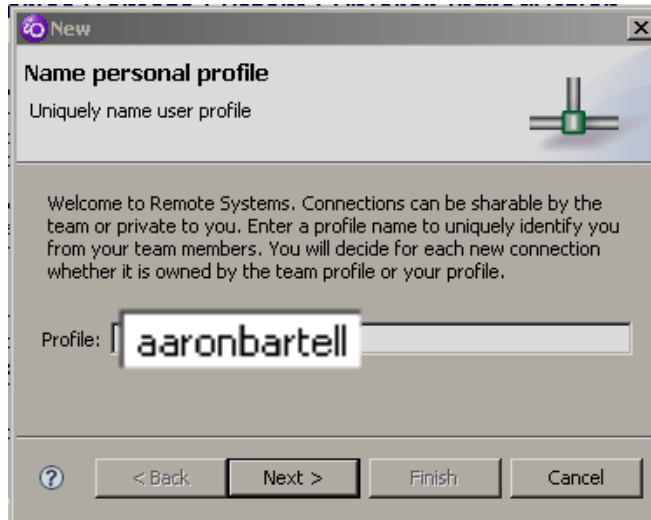 New
Name personal profile
Uniquely name user profile
Welcome to Remote Systems. Connections can be sharable by the
team or private to you. Enter a profile name to uniquely identify you
from your team members. You will decide for each new connection
whether it is owned by the team profile or your profile.
Profile: aaronbartell
? < Back Next > Finish Cancel